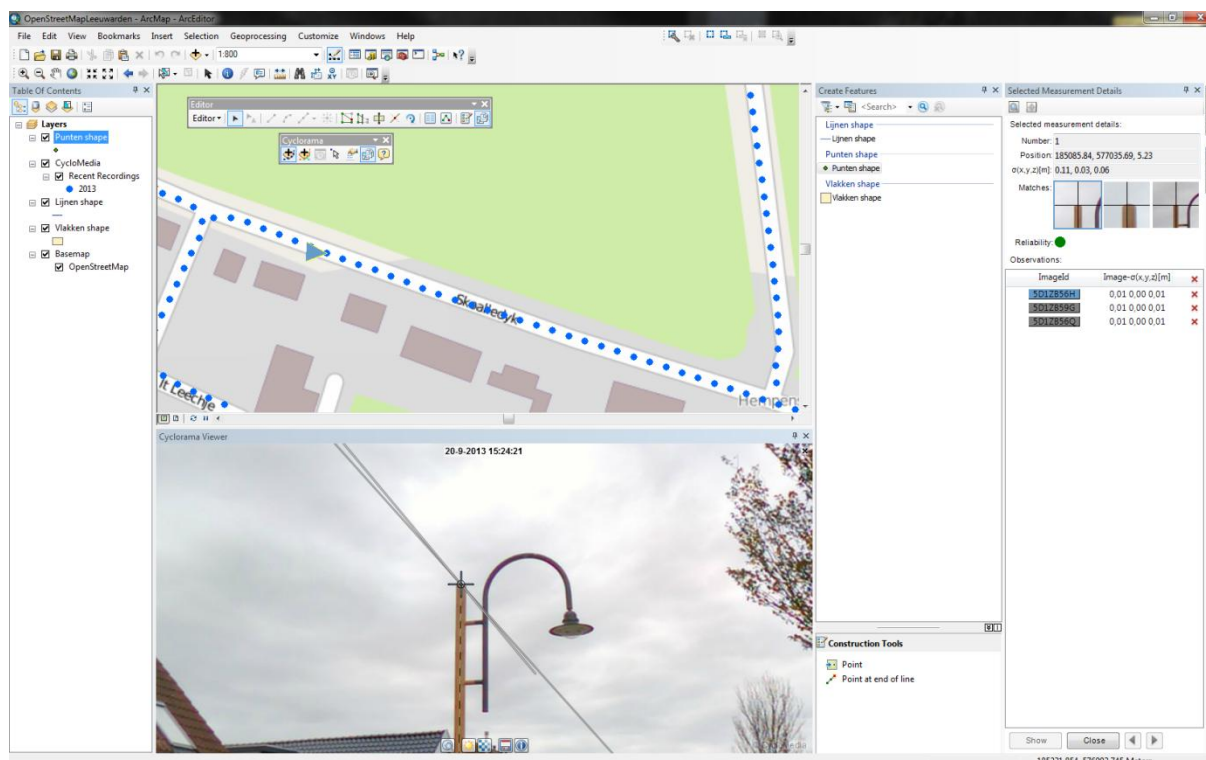 OpenStreetMapLeeuwarden - ArcMap - ArcEditor
File Edit View Bookmarks Insert Selection Geoprocessing Customize Windows Help
1:800
Table Of Contents
Layers
Punten shape
CycloMedia
Recent Recordings
2013
Lijnen shape
Vlakken shape
Basemap
OpenStreetMap
Editor
Editor
Cyclorama
Skoalledyk
It Leechje
Hempens
Cyclorama Viewer
20-9-2013 15:24:21
Create Features
<Search>
Lijnen shape
Lijnen shape
Punten shape
Punten shape
Vlakken shape
Vlakken shape
Construction Tools
Point
Point at end of line
Selected Measurement Details
Selected measurement details:
Number: 1
Position: 185085.84, 577035.69, 5.23
σ(x,y,z)[m]: 0.11, 0.03, 0.06
Matches:
Reliability:
Observations:
ImageId Image-σ(x,y,z)[m]
5D1ZB56H 0,01 0,00 0,01
5D1ZB59G 0,01 0,00 0,01
5D1ZB56Q 0,01 0,00 0,01
Show Close